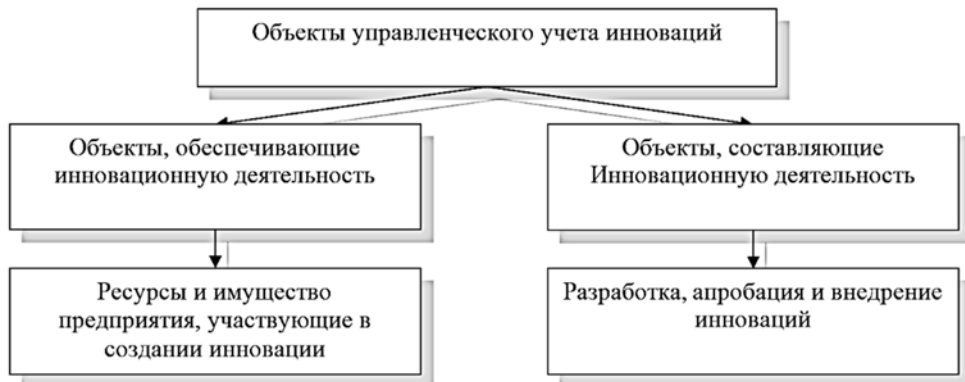 Объекты управленческого учета инноваций
Объекты, обеспечивающие
инновационную деятельность
Объекты, составляющие
Инновационную деятельность
Ресурсы и имущество
предприятия, участвующие в
создании инновации
Разработка, апробация и внедрение
инноваций